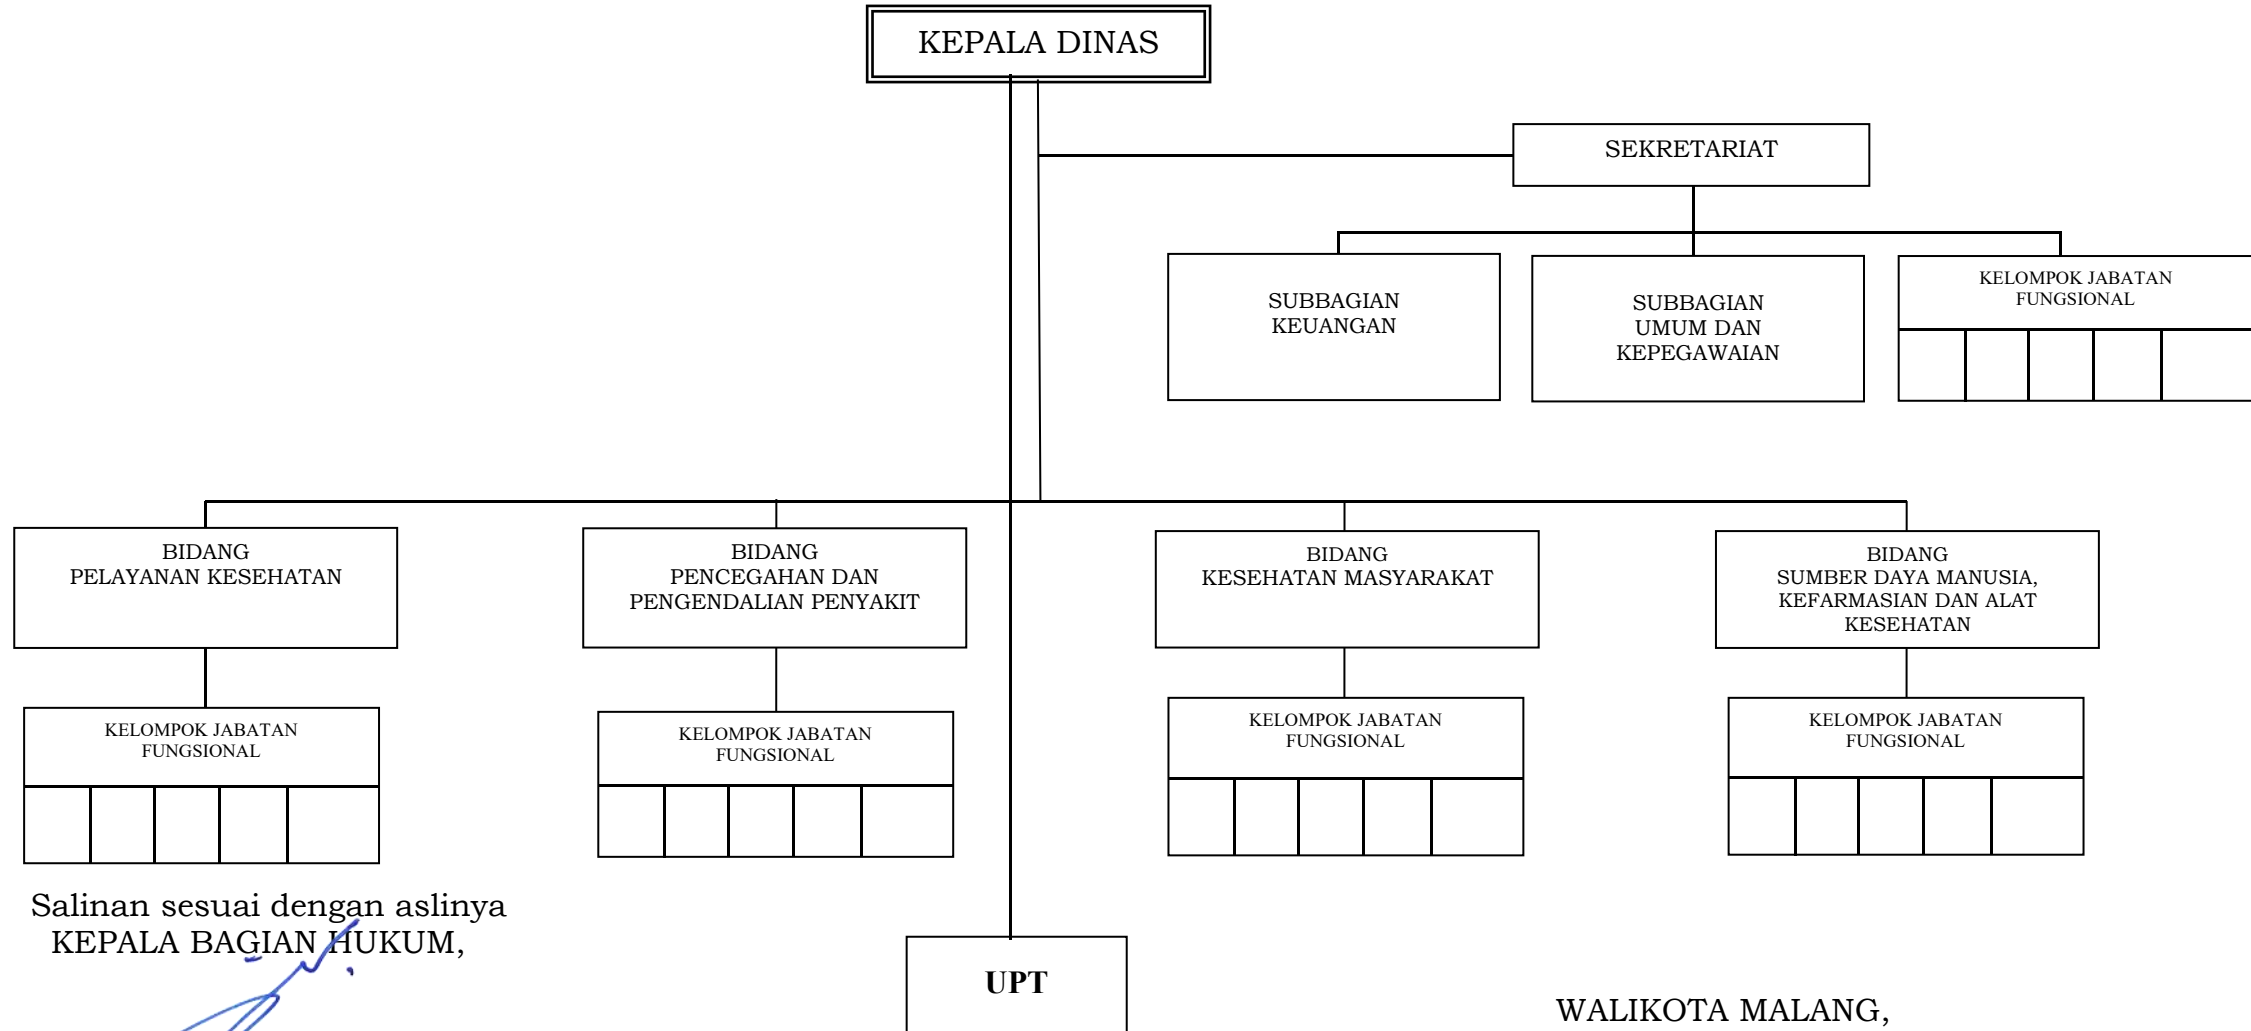 KEPALA DINAS
SEKRETARIAT
SUBBAGIAN
KEUANGAN
SUBBAGIAN
UMUM DAN
KEPEGAWAIAN
KELOMPOK JABATAN
FUNGSIONAL
BIDANG
PELAYANAN KESEHATAN
BIDANG
PENCEGAHAN DAN
PENGENDALIAN PENYAKIT
BIDANG
KESEHATAN MASYARAKAT
BIDANG
SUMBER DAYA MANUSIA,
KEFARMASIAN DAN ALAT
KESEHATAN
KELOMPOK JABATAN
FUNGSIONAL
KELOMPOK JABATAN
FUNGSIONAL
KELOMPOK JABATAN
FUNGSIONAL
KELOMPOK JABATAN
FUNGSIONAL
Salinan sesuai dengan aslinya
KEPALA BAGIAN HUKUM,
UPT
WALIKOTA MALANG,